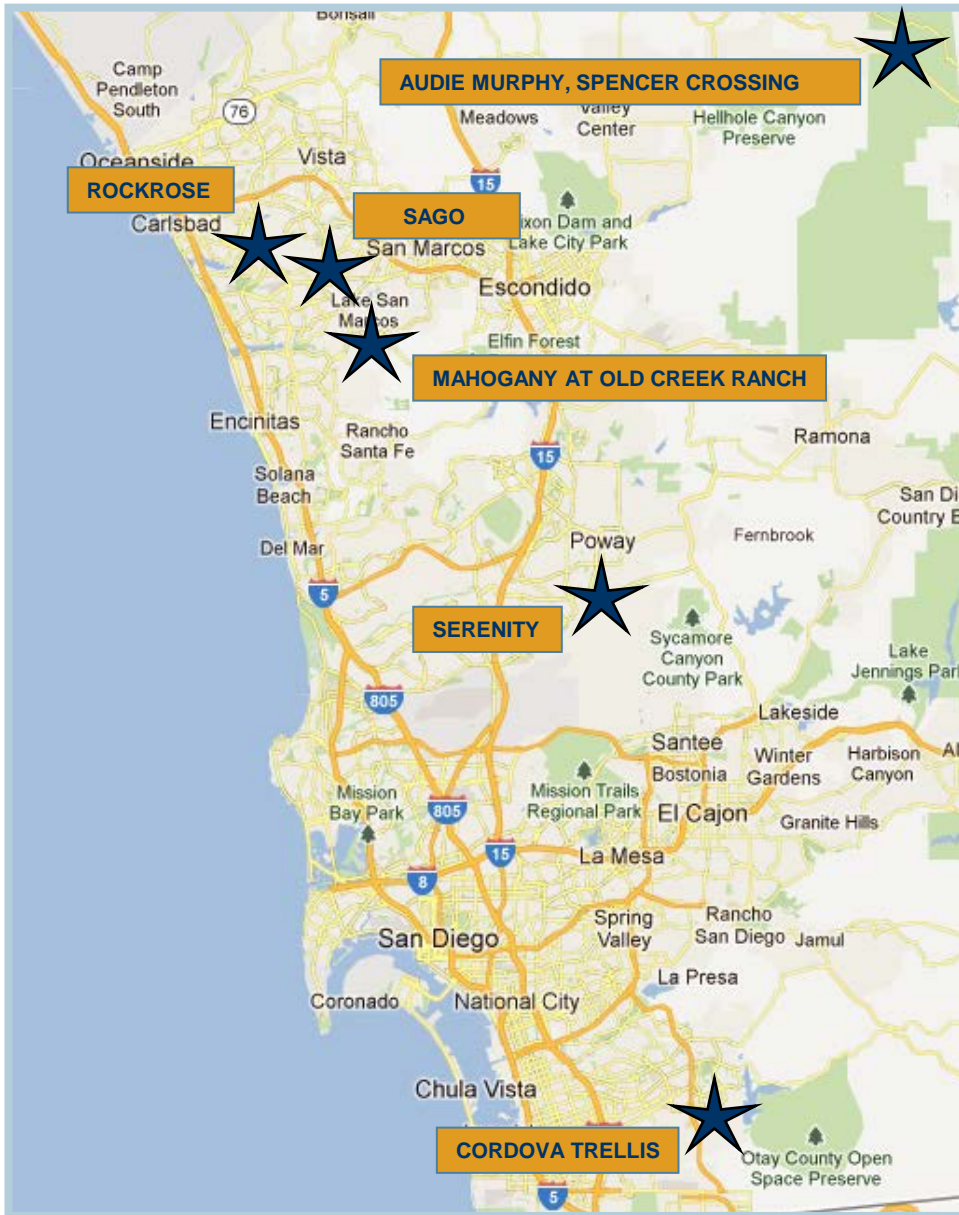 Bonsall
Camp
Pendleton
South
76
AUDIE MURPHY, SPENCER CROSSING
Meadows
Valley
Center
Hellhole Canyon
Preserve
Oceanside
Vista
15
ROCKROSE
SAGO
Carlsbad
San Marcos
Dixon Dam and
Lake City Park
Escondido
Lake San
Marcos
Elfin Forest
MAHOGANY AT OLD CREEK RANCH
Encinitas
Rancho
Santa Fe
Ramona
15
Solana
Beach
San Di
Country E
Del Mar
Poway
Fernbrook
5
SERENITY
Sycamore
Canyon
County Park
Lake
Jennings Park
805
Lakeside
Santee
Winter
Gardens
Harbison
Canyon
Al
Bostonia
Mission
Bay Park
805
Mission Trails
Regional Park
El Cajon
Granite Hills
15
La Mesa
8
San Diego
Spring
Valley
Rancho
San Diego
Jamul
La Presa
Coronado
National City
Chula Vista
CORDOVA TRELLIS
Otay County Open
Space Preserve
5